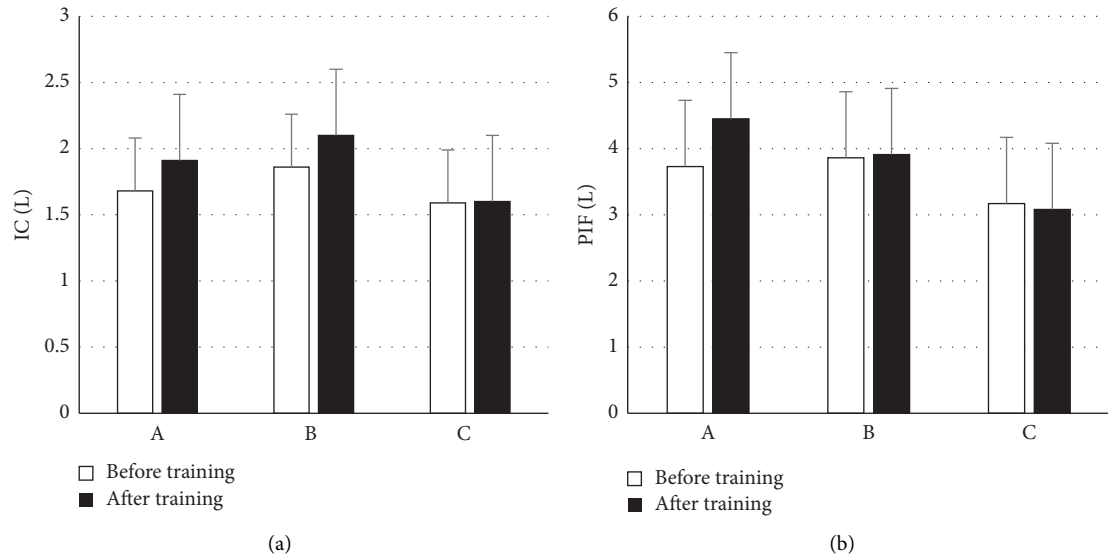 3
2.5
2
1.5
1
0.5
0
IC (L)
A B C
Before training
After training
(a)
6
5
4
3
2
1
0
PIF (L)
A B C
Before training
After training
(b)